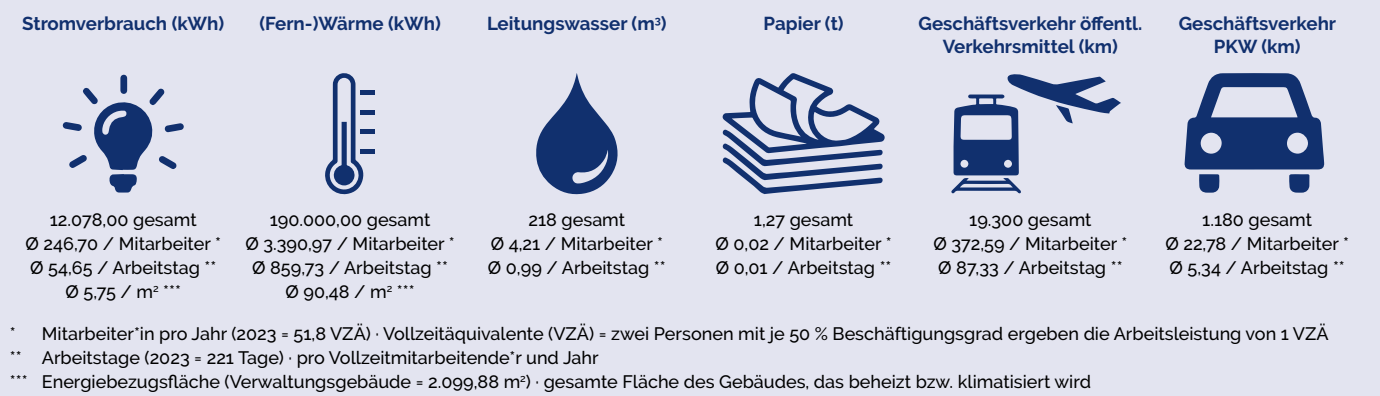 Stromverbrauch (kWh)
12.078,00 gesamt
Ø 246,70 / Mitarbeiter *
Ø 54,65 / Arbeitstag **
Ø 5,75 / m² ***
(Fern-)Wärme (kWh)
190.000,00 gesamt
Ø 3.390,97 / Mitarbeiter *
Ø 859,73 / Arbeitstag **
Ø 90,48 / m² ***
Leitungswasser (m³)
218 gesamt
Ø 4,21 / Mitarbeiter *
Ø 0,99 / Arbeitstag **
Papier (t)
1,27 gesamt
Ø 0,02 / Mitarbeiter *
Ø 0,01 / Arbeitstag **
Geschäftsverkehr öffentl.
Verkehrsmittel (km)
19.300 gesamt
Ø 372,59 / Mitarbeiter *
Ø 87,33 / Arbeitstag **
Geschäftsverkehr
PKW (km)
1.180 gesamt
Ø 22,78 / Mitarbeiter *
Ø 5,34 / Arbeitstag **
* Mitarbeiter*in pro Jahr (2023 = 51,8 VZÄ) · Vollzeitäquivalente (VZÄ) = zwei Personen mit je 50 % Beschäftigungsgrad ergeben die Arbeitsleistung von 1 VZÄ
** Arbeitstage (2023 = 221 Tage) · pro Vollzeitmitarbeitende*r und Jahr
*** Energiebezugsfläche (Verwaltungsgebäude = 2.099,88 m²) · gesamte Fläche des Gebäudes, das beheizt bzw. klimatisiert wird